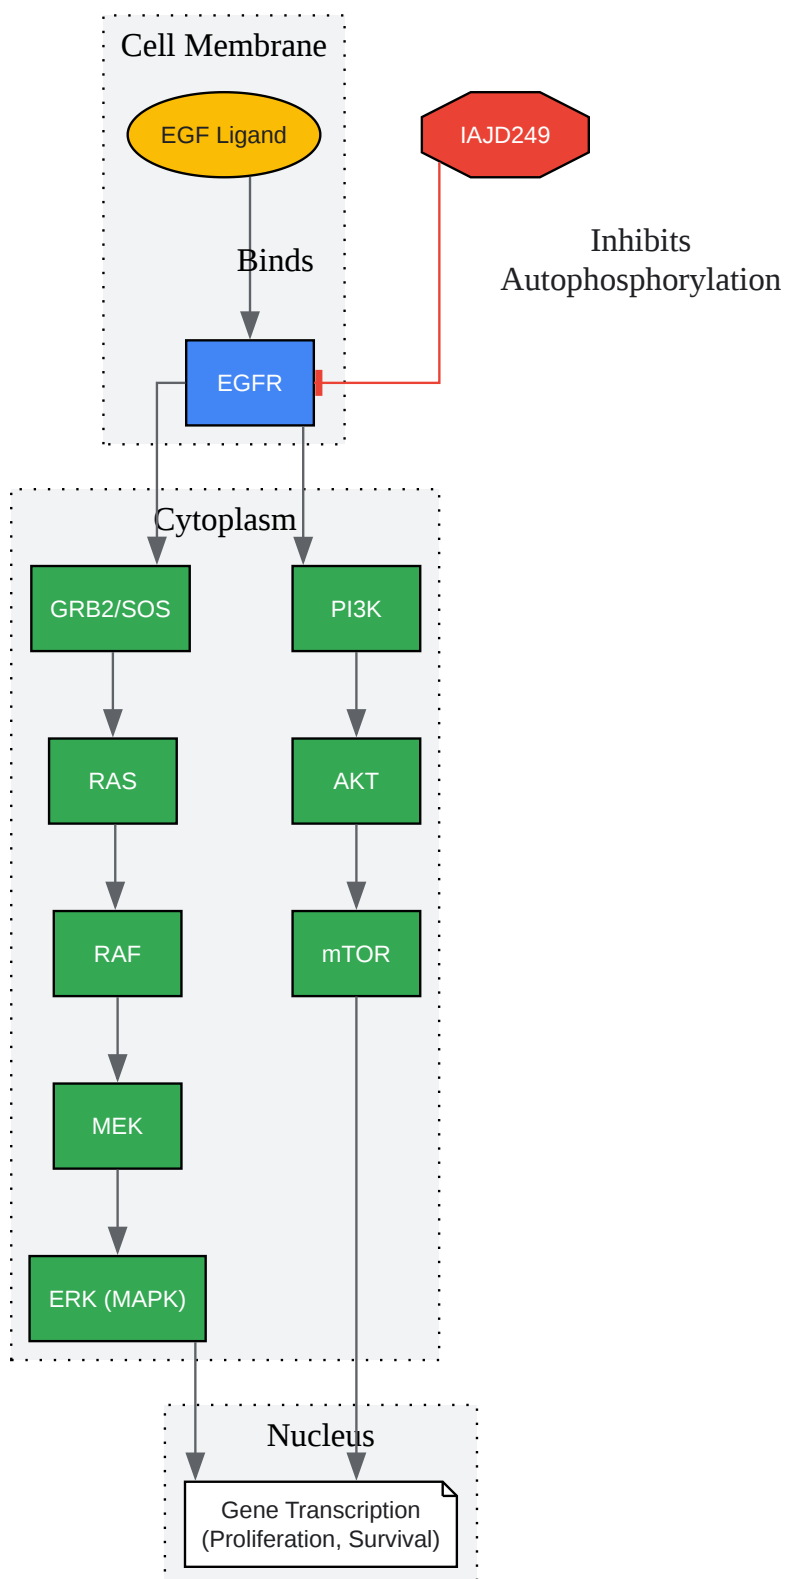 Cell Membrane
EGF Ligand
IAJD249
Inhibits
Autophosphorylation
Binds
EGFR
Cytoplasm
GRB2/SOS
PI3K
RAS
AKT
RAF
mTOR
MEK
ERK (MAPK)
Nucleus
Gene Transcription
(Proliferation, Survival)